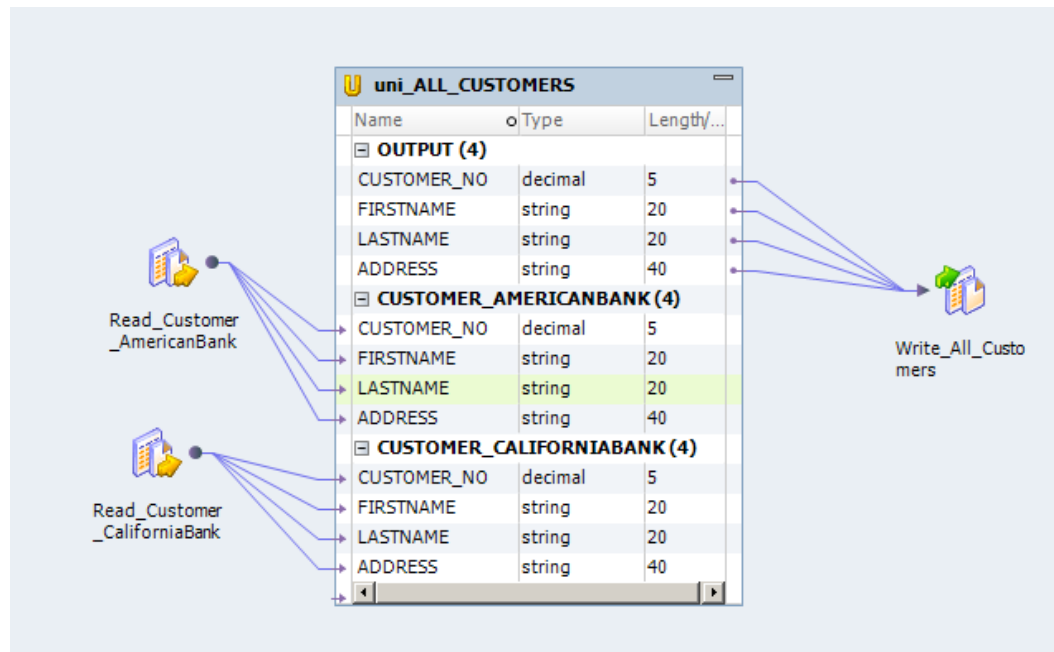 uni_ALL_CUSTOMERS
Name Type Length/...
OUTPUT (4)
CUSTOMER_NO decimal 5
FIRSTNAME string 20
LASTNAME string 20
ADDRESS string 40
CUSTOMER_AMERICANBANK (4)
CUSTOMER_NO decimal 5
FIRSTNAME string 20
LASTNAME string 20
ADDRESS string 40
CUSTOMER_CALIFORNIABANK (4)
CUSTOMER_NO decimal 5
FIRSTNAME string 20
LASTNAME string 20
ADDRESS string 40
Read_Customer
_AmericanBank
Read_Customer
_CaliforniaBank
Write_All_Custo
mers